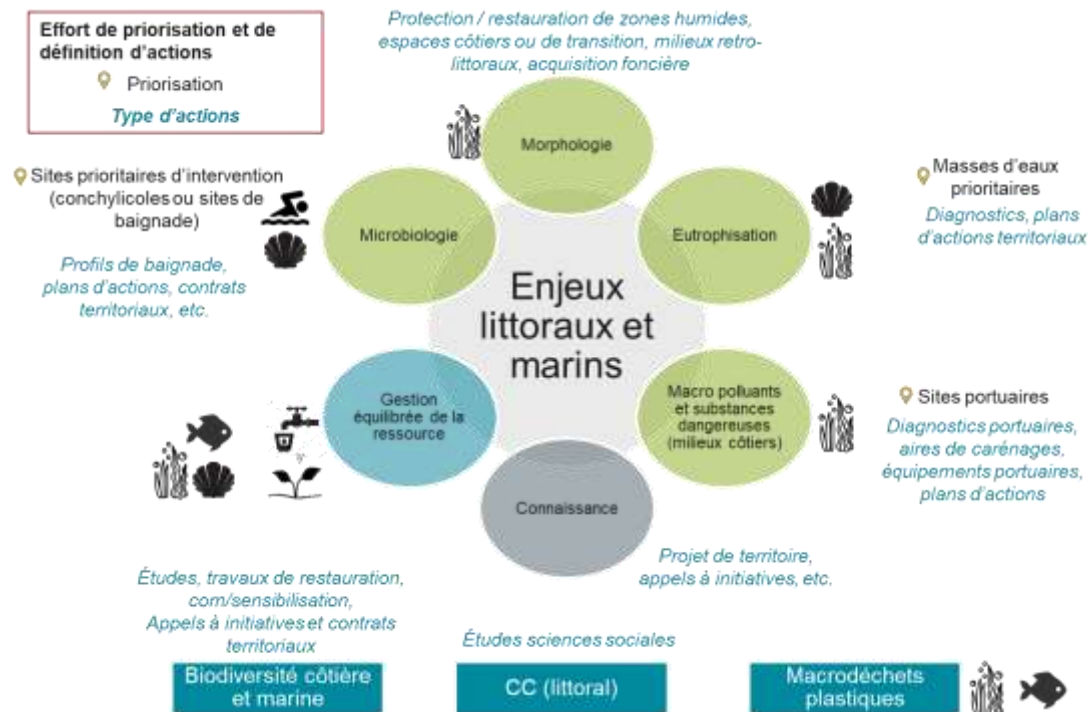 Effort de priorisation et de
définition d'actions
Priorisation
Type d'actions
Protection / restauration de zones humides,
espaces côtiers ou de transition, milieux retro-
littoraux, acquisition foncière
Morphologie
Sites prioritaires d'intervention
(conchylicoles ou sites de
baignade)
Profils de baignade,
plans d'actions, contrats
territoriaux, etc.
Microbiologie
Eutrophisation
Masses d'eaux
prioritaires
Diagnostics, plans
d'actions territoriaux
Enjeux
littoraux et
marins
Gestion
équilibrée de la
ressource
Macro polluants
et substances
dangereuses
(milieux côtiers)
Sites portuaires
Diagnostics portuaires,
aires de carénages,
équipements portuaires,
plans d'actions
Connaissance
Projet de territoire,
appels à initiatives, etc.
Études, travaux de restauration,
com/sensibilisation,
Appels à initiatives et contrats
territoriaux
Études sciences sociales
Biodiversité côtière
et marine
CC (littoral)
Macrodéchets
plastiques